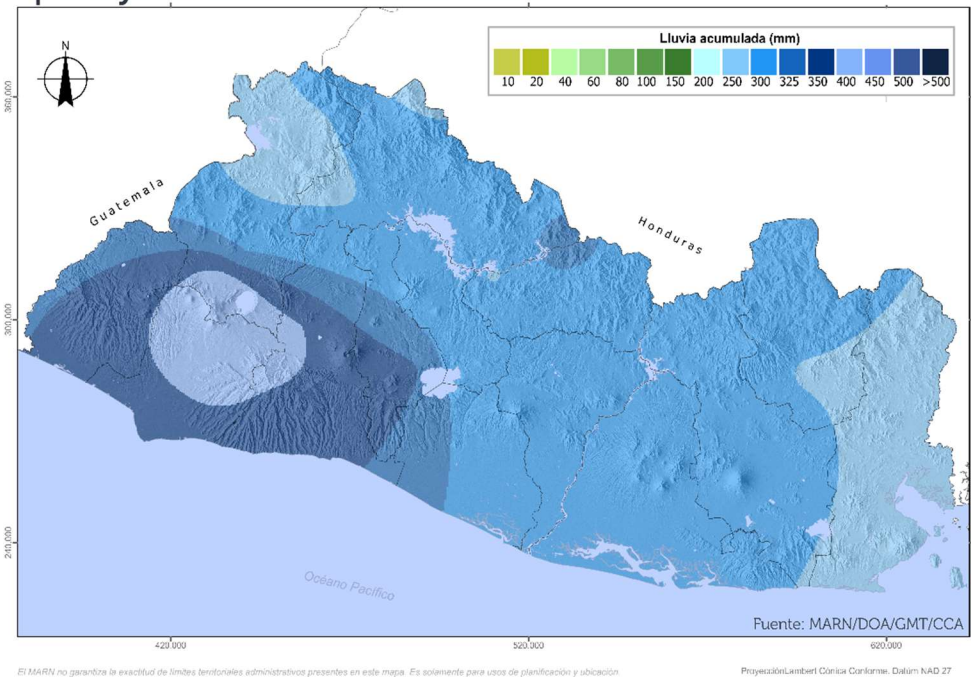 N
Lluvia acumulada (mm)
10 20 40 60 80 100 150 200 250 300 325 350 400 450 500 >500
360,000
Guatemala
Honduras
300,000
240,000
Océano Pacífico
Fuente: MARN/DOA/GMT/CCA
420,000 520,000 620,000
El MARN no garantiza la exactitud de límites territoriales administrativos presentes en este mapa. Es solamente para usos de planificación y ubicación
ProyecciónLambert Cónica Conforme. Datúm NAD 27